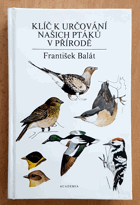 KLÍČ K URČOVÁNÍ
NAŠICH PTÁKŮ
V PŘÍRODĚ
František Balát
ACADEMIA